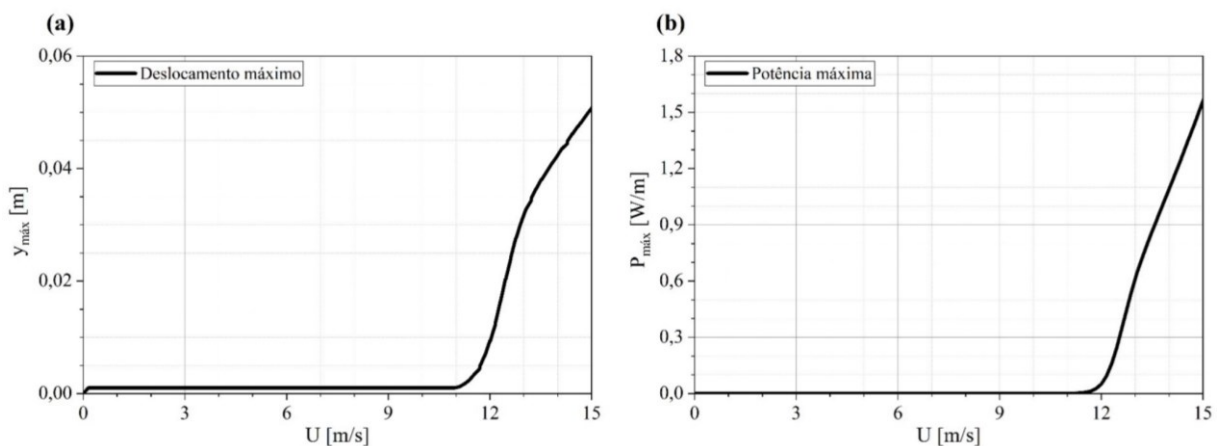 (a)
Deslocamento máximo
0,06
0,04
0,02
0,00
y_máx [m]
0 3 6 9 12 15
U [m/s]
(b)
Potência máxima
1,8
1,5
1,2
0,9
0,6
0,3
0,0
P_máx [W/m]
0 3 6 9 12 15
U [m/s]